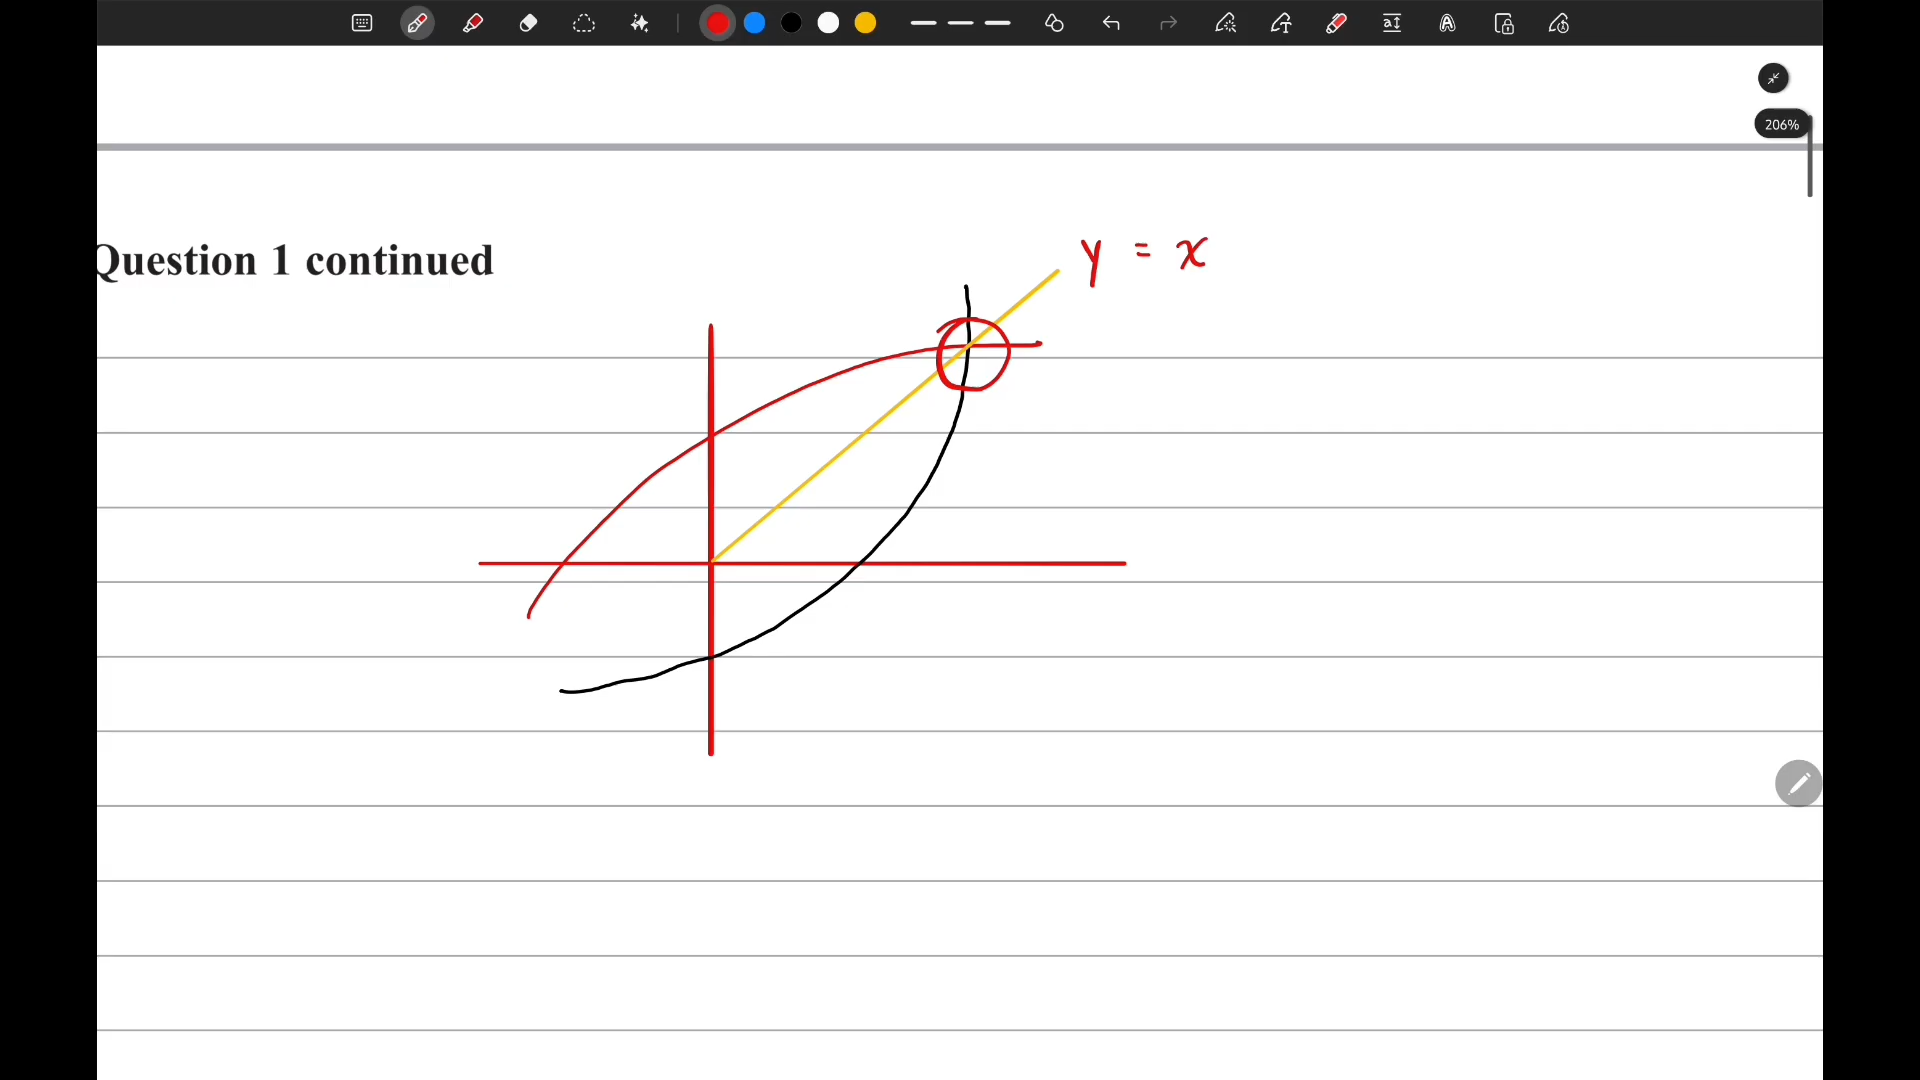 206%
Question 1 continued
y = x